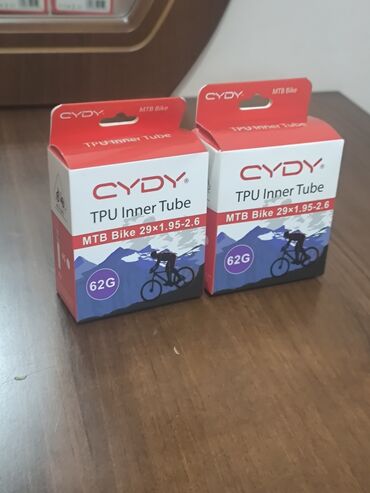 CYDY
MTB Bike
TPU Inner Tube
CYDY®
TPU Inner Tube
MTB Bike 29×1.95-2.6
62G
CYDY
MTB Bike
TPU Inner Tube
CYDY®
TPU Inner Tube
MTB Bike 29×1.95-2.6
62G